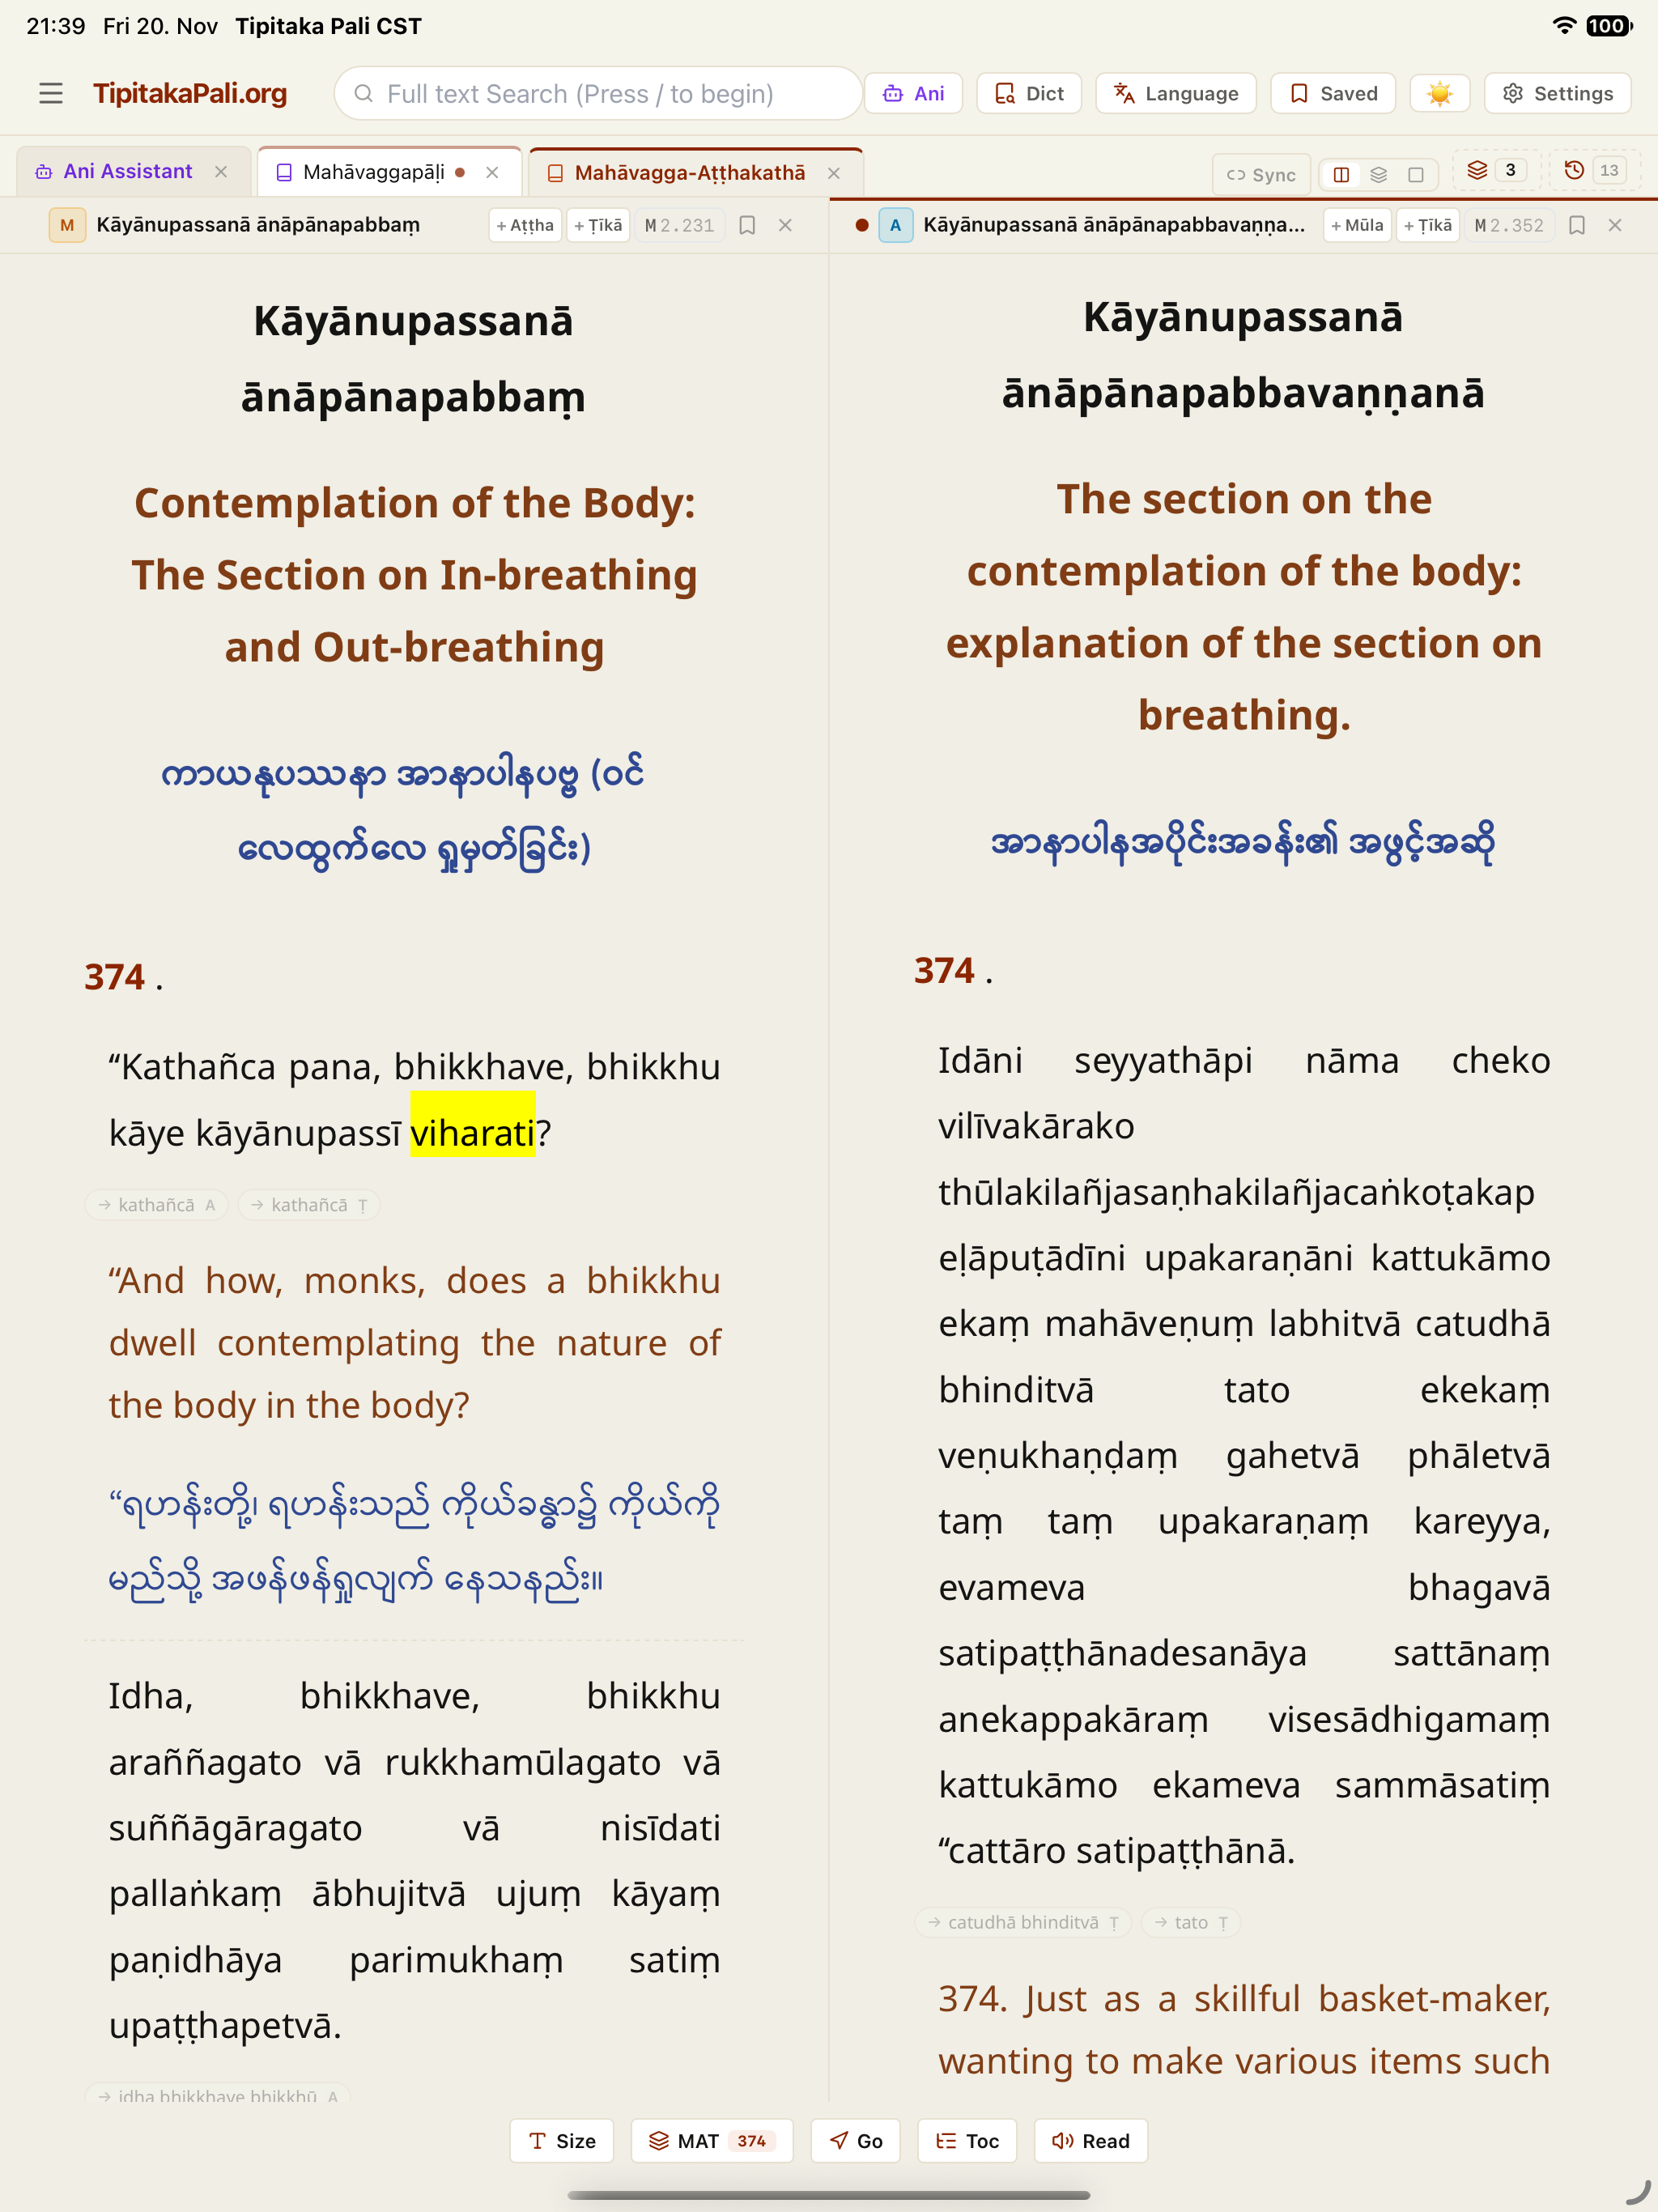 21:39 Fri 20. Nov Tipitaka Pali CST
100
TipitakaPali.org
Full text Search (Press / to begin)
Ani
Dict
Language
Saved
Settings
Ani Assistant
Mahāvaggapāḷi
Mahāvagga-Aṭṭhakathā
Sync
3
13
M Kāyānupassanā ānāpānapabbaṃ +Aṭṭha +Ṭīkā M 2.231
Kāyānupassanā
ānāpānapabbaṃ
Contemplation of the Body:
The Section on In-breathing
and Out-breathing
ကာယနုပဿနာ အာနာပါနပဗ္ဗ (ဝင်
လေထွက်လေ ရှုမှတ်ခြင်း)
374 .
“Kathañca pana, bhikkhave, bhikkhu
kāye kāyānupassī viharati?
→ kathañcā A → kathañcā Ṭ
“And how, monks, does a bhikkhu
dwell contemplating the nature of
the body in the body?
“ရဟန်းတို့၊ ရဟန်းသည် ကိုယ်ခန္ဓာ၌ ကိုယ်ကို
မည်သို့ အဖန်ဖန်ရှုလျက် နေသနည်း။
Idha, bhikkhave, bhikkhu
araññagato vā rukkhamūlagato vā
suññāgāragato vā nisīdati
pallaṅkaṃ ābhujitvā ujuṃ kāyaṃ
paṇidhāya parimukhaṃ satiṃ
upaṭṭhapetvā.
→ idha bhikkhave bhikkhū A
A Kāyānupassanā ānāpānapabbavaṇṇa... +Mūla +Ṭīkā M 2.352
Kāyānupassanā
ānāpānapabbavaṇṇanā
The section on the
contemplation of the body:
explanation of the section on
breathing.
အာနာပါနအပိုင်းအခန်း၏ အဖွင့်အဆို
374 .
Idāni seyyathāpi nāma cheko
vilīvakārako
thūlakilañjasaṇhakilañjacaṅkoṭakap
eḷāpuṭādīni upakaraṇāni kattukāmo
ekaṃ mahāveṇuṃ labhitvā catudhā
bhinditvā tato ekekaṃ
veṇukhaṇḍaṃ gahetvā phāletvā
taṃ taṃ upakaraṇaṃ kareyya,
evameva bhagavā
satipaṭṭhānadesanāya sattānaṃ
anekappakāraṃ visesādhigamaṃ
kattukāmo ekameva sammāsatiṃ
“cattāro satipaṭṭhānā.
→ catudhā bhinditvā Ṭ → tato Ṭ
374. Just as a skillful basket-maker,
wanting to make various items such
Size
MAT 374
Go
Toc
Read